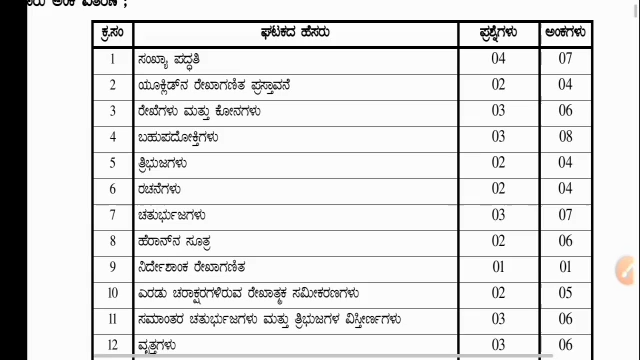 ಅಂಕ ವಿತರಣೆ ;
ಕ್ರ.ಸಂ ಘಟಕದ ಹೆಸರು ಪ್ರಶ್ನೆಗಳು ಅಂಕಗಳು
1 ಸಂಖ್ಯಾ ಪದ್ಧತಿ 04 07
2 ಯೂಕ್ಲಿಡ್‌ನ ರೇಖಾಗಣಿತ ಪ್ರಸ್ತಾವನೆ 02 04
3 ರೇಖೆಗಳು ಮತ್ತು ಕೋನಗಳು 03 06
4 ಬಹುಪದೋಕ್ತಿಗಳು 03 08
5 ತ್ರಿಭುಜಗಳು 02 04
6 ರಚನೆಗಳು 02 04
7 ಚತುರ್ಭುಜಗಳು 03 07
8 ಹೆರಾನ್‌ನ ಸೂತ್ರ 02 06
9 ನಿರ್ದೇಶಾಂಕ ರೇಖಾಗಣಿತ 01 01
10 ಎರಡು ಚರಾಕ್ಷರಗಳಿರುವ ರೇಖಾತ್ಮಕ ಸಮೀಕರಣಗಳು 02 05
11 ಸಮಾಂತರ ಚತುರ್ಭುಜಗಳು ಮತ್ತು ತ್ರಿಭುಜಗಳ ವಿಸ್ತೀರ್ಣಗಳು 03 06
12 ವೃತ್ತಗಳು 03 06